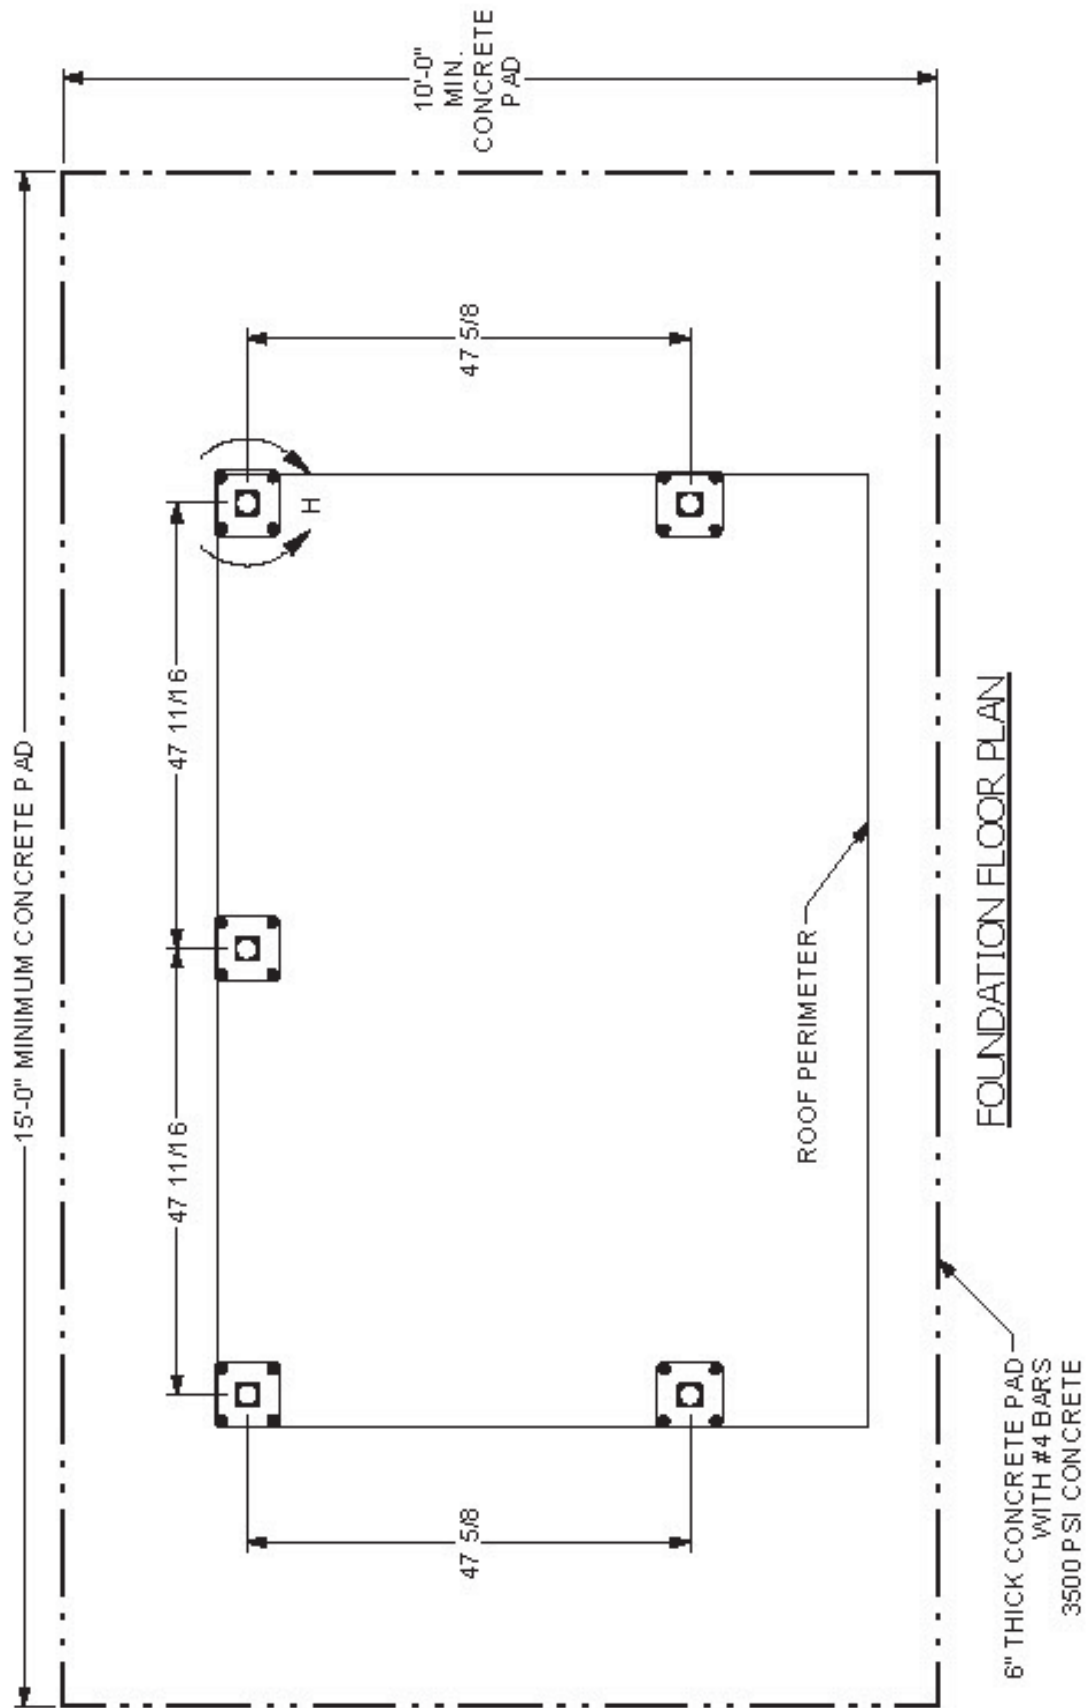 15'-0" MINIMUM CONCRETE PAD
10'-0"
MIN.
CONCRETE
PAD
47 11/16
47 11/16
47 5/8
47 5/8
H
ROOF PERIMETER
6" THICK CONCRETE PAD
WITH #4 BARS
3500 PSI CONCRETE
FOUNDATION FLOOR PLAN